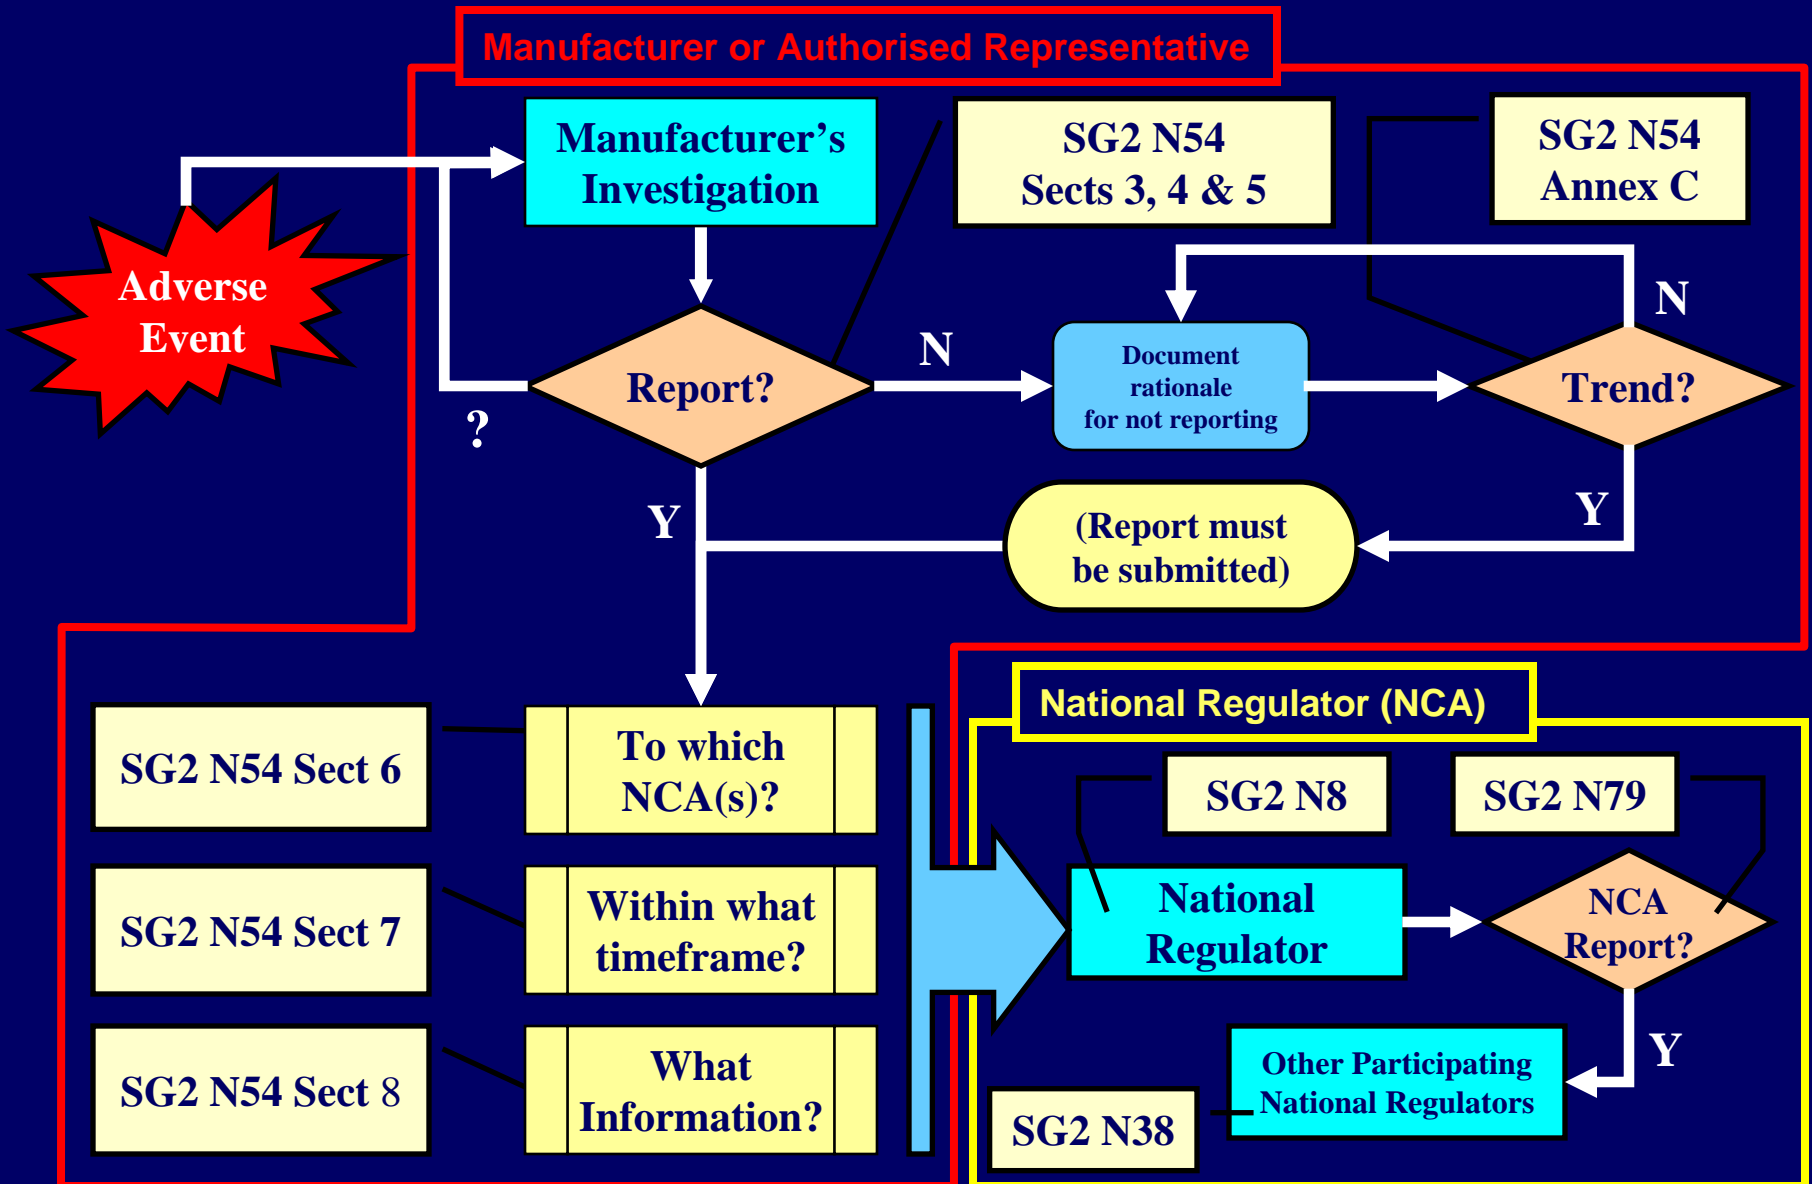 Manufacturer or Authorised Representative
Manufacturer’s
Investigation
SG2 N54
Sects 3, 4 & 5
SG2 N54
Annex C
Adverse
Event
Report?
?
N
Document
rationale
for not reporting
Trend?
N
Y
Y
(Report must
be submitted)
SG2 N54 Sect 6
To which
NCA(s)?
SG2 N54 Sect 7
Within what
timeframe?
SG2 N54 Sect 8
What
Information?
National Regulator (NCA)
SG2 N8
SG2 N79
National
Regulator
NCA
Report?
Y
Other Participating
National Regulators
SG2 N38